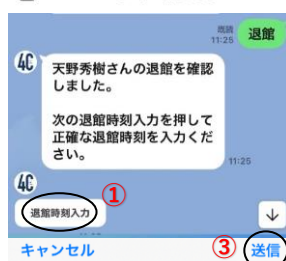 既読
11:25
退館
4C
天野秀樹さんの退館を確認
しました。
次の退館時刻入力を押して
正確な退館時刻を入力くだ
さい。
11:25
4C
①
退館時刻入力
キャンセル
③
送信